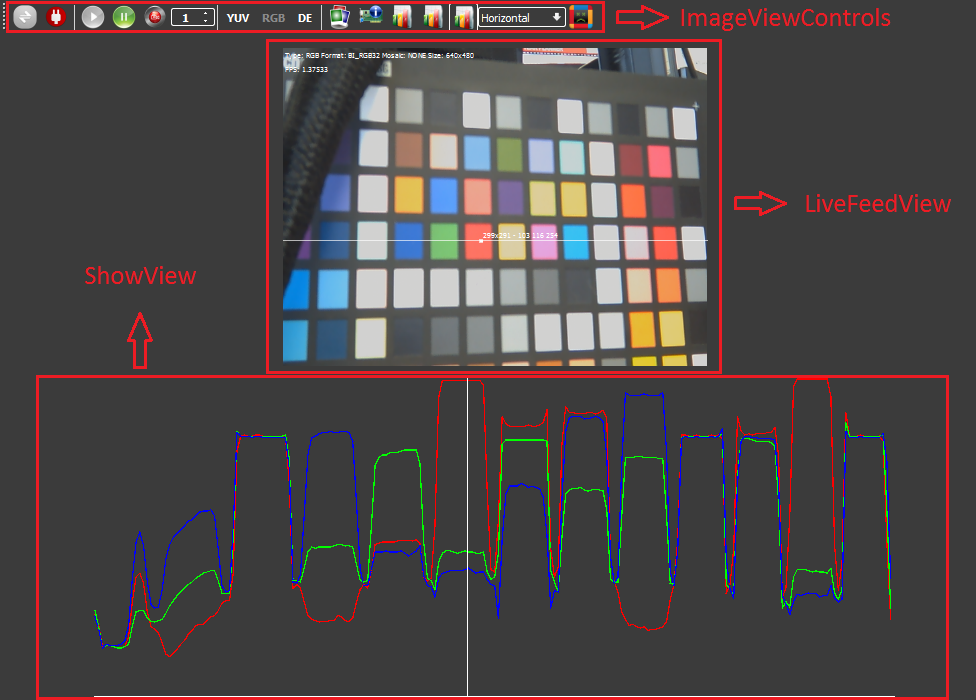 1 YUV RGB DE Horizontal ImageViewControls
Type: RGB Format: BI_RGB32 Mosaic: NONE Size: 640x480
FPS: 1.37533
LiveFeedView
299x291 - 103 116 254
ShowView